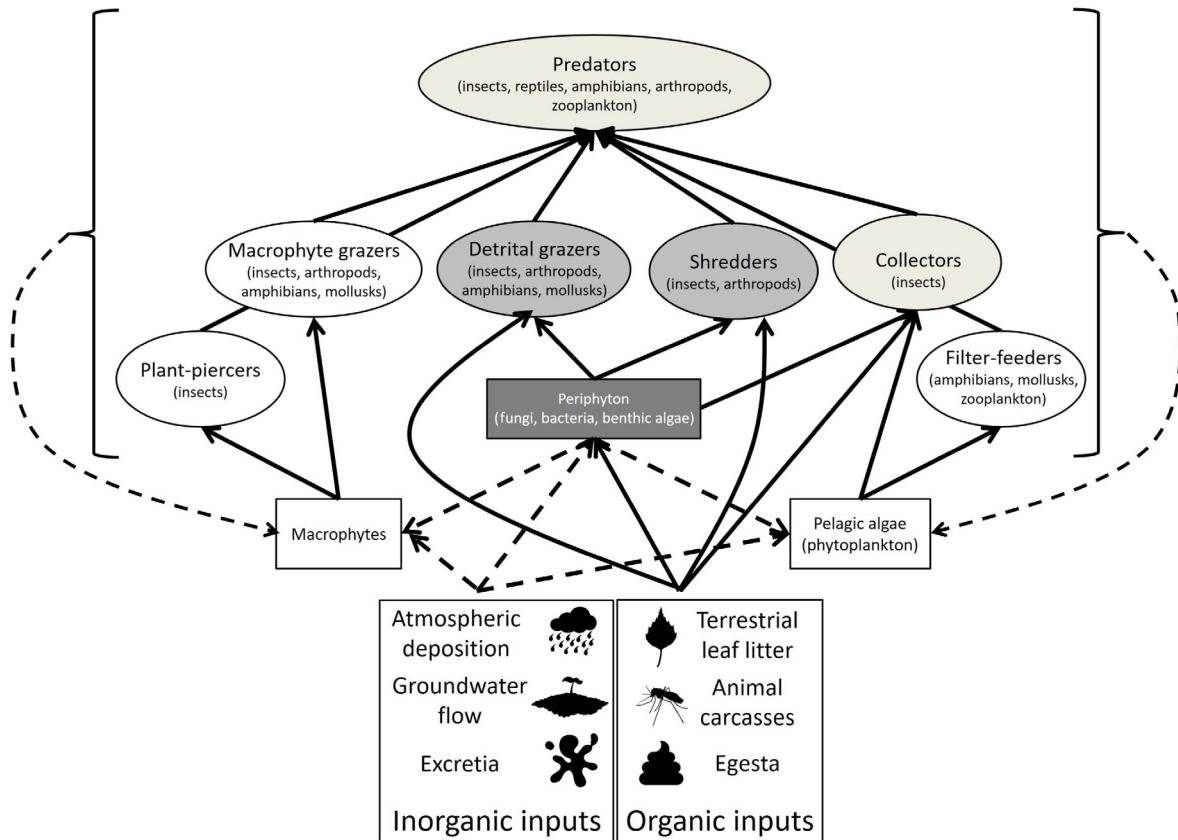 Predators
(insects, reptiles, amphibians, arthropods,
zooplankton)
Macrophyte grazers
(insects, arthropods,
amphibians, mollusks)
Detrital grazers
(insects, arthropods,
amphibians, mollusks)
Shredders
(insects, arthropods)
Collectors
(insects)
Plant-piercers
(insects)
Periphyton
(fungi, bacteria, benthic algae)
Filter-feeders
(amphibians, mollusks,
zooplankton)
Macrophytes
Pelagic algae
(phytoplankton)
Atmospheric
deposition
Groundwater
flow
Excretia
Inorganic inputs
Terrestrial
leaf litter
Animal
carcasses
Egesta
Organic inputs